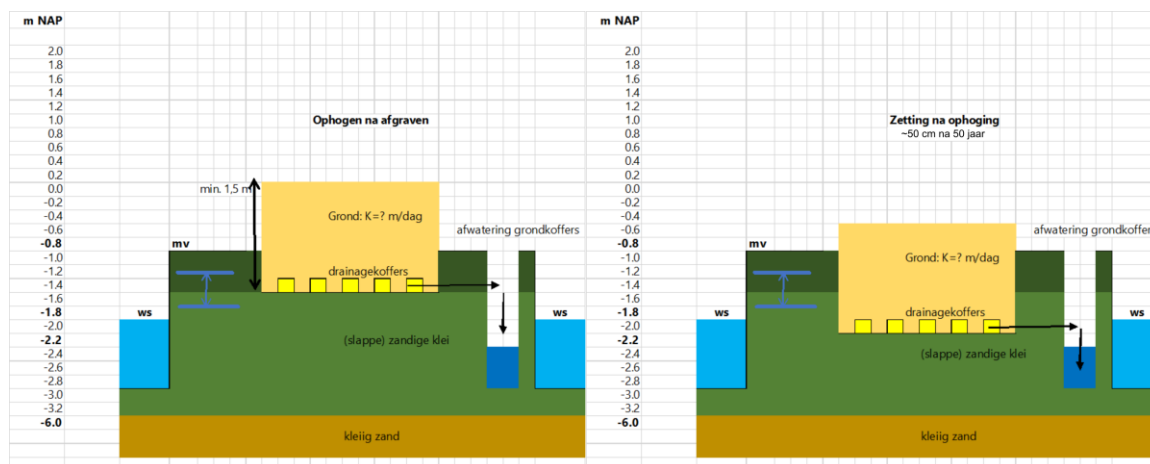 m NAP
2.0
1.8
1.6
1.4
1.2
1.0
0.8
0.6
0.4
0.2
0.0
-0.2
-0.4
-0.6
-0.8
-1.2
-1.4
-1.6
-1.8
-2.0
-2.2
-2.4
-2.6
-2.8
-3.0
-3.2
-6.0
Ophogen na afgraven
min. 1,5 m
Grond: K=? m/dag
afwatering grondkoffers
mv
drainagekoffers
ws
ws
(slappe) zandige klei
kleiig zand
m NAP
2.0
1.8
1.6
1.4
1.2
1.0
0.8
0.6
0.4
0.2
0.0
-0.2
-0.4
-0.6
-0.8
-1.2
-1.4
-1.6
-1.8
-2.0
-2.2
-2.4
-2.6
-2.8
-3.0
-3.2
-6.0
Zetting na ophoging
~50 cm na 50 jaar
afwatering grondkoffer
mv
Grond: K=? m/dag
drainagekoffers
ws
ws
(slappe) zandige klei
kleiig zand